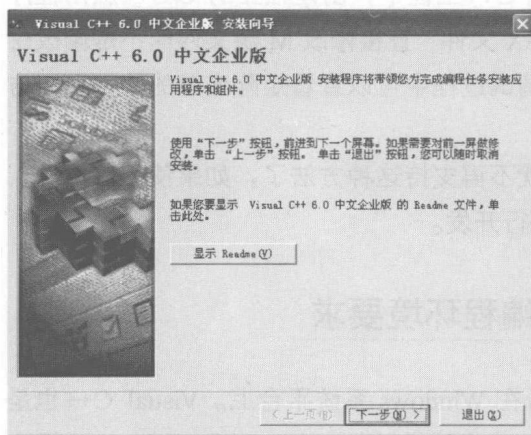 Visual C++ 6.0 中文企业版 安装向导
Visual C++ 6.0 中文企业版
Visual C++ 6.0 中文企业版 安装程序将带领您为完成编程任务安装应
用程序和组件。
使用“下一步”按钮，前进到下一个屏幕。如果需要对前一屏做修
改，单击 “上一步”按钮。 单击“退出”按钮，您可以随时取消
安装。
如果您要显示 Visual C++ 6.0 中文企业版 的 Readme 文件，单
击此处。
显示 Readme(V)
< 上一页(B)
下一步(N) >
退出(X)